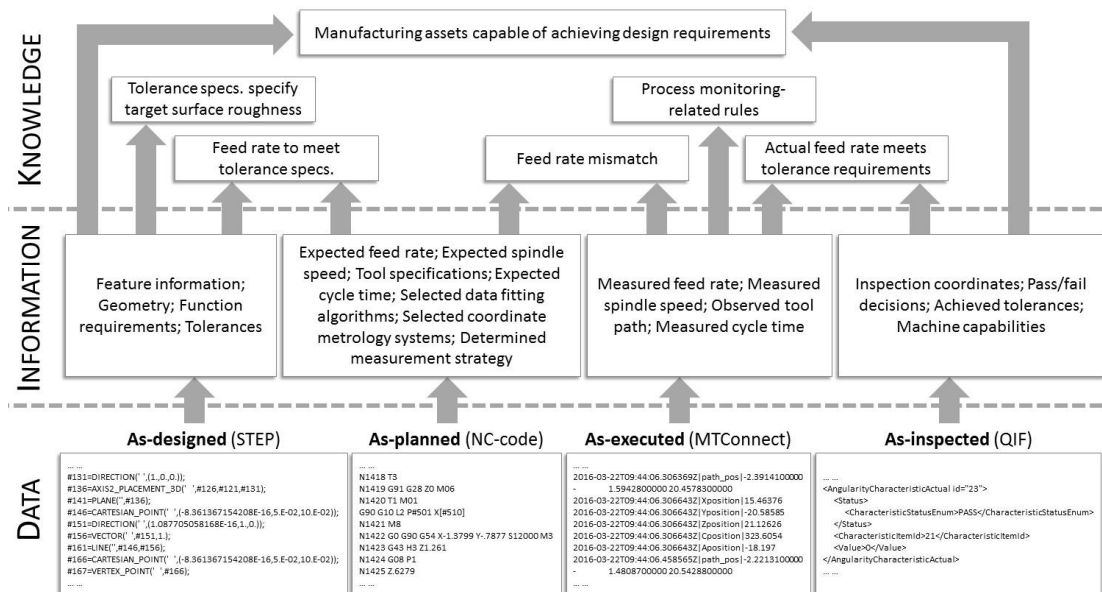 KNOWLEDGE
Manufacturing assets capable of achieving design requirements
Tolerance specs. specify
target surface roughness
Process monitoring-
related rules
Feed rate to meet
tolerance specs.
Feed rate mismatch
Actual feed rate meets
tolerance requirements
INFORMATION
Feature information;
Geometry; Function
requirements; Tolerances
Expected feed rate; Expected spindle
speed; Tool specifications; Expected
cycle time; Selected data fitting
algorithms; Selected coordinate
metrology systems; Determined
measurement strategy
Measured feed rate; Measured
spindle speed; Observed tool
path; Measured cycle time
Inspection coordinates; Pass/fail
decisions; Achieved tolerances;
Machine capabilities
DATA
As-designed (STEP)
... ...
#131=DIRECTION(' ',(1.,0.,0.));
#136=AXIS2_PLACEMENT_3D(' ',#126,#121,#131);
#141=PLANE('',#136);
#146=CARTESIAN_POINT(' ',(-8.361367154208E-16,5.E-02,10.E-02));
#151=DIRECTION(' ',(1.087705058168E-16,1.,0.));
#156=VECTOR(' ',#151,1.);
#161=LINE('',#146,#156);
#166=CARTESIAN_POINT(' ',(-8.361367154208E-16,5.E-02,10.E-02));
#167=VERTEX_POINT(' ',#166);
... ...
As-planned (NC-code)
... ...
N1418 T3
N1419 G91 G28 Z0 M06
N1420 T1 M01
G90 G10 L2 P#501 X[#510]
N1421 M8
N1422 G0 G90 G54 X-1.3799 Y-.7877 S12000 M3
N1423 G43 H3 Z1.261
N1424 G08 P1
N1425 Z.6279
... ...
As-executed (MTConnect)
... ...
2016-03-22T09:44:06.306369Z|path_pos|-2.3914100000
- 1.5942800000 20.4578300000
2016-03-22T09:44:06.306643Z|Xposition|15.46376
2016-03-22T09:44:06.306643Z|Yposition|-20.58585
2016-03-22T09:44:06.306643Z|Zposition|21.12626
2016-03-22T09:44:06.306643Z|Cposition|323.6054
2016-03-22T09:44:06.306643Z|Aposition|-18.197
2016-03-22T09:44:06.458565Z|path_pos|-2.2213100000
- 1.4808700000 20.5428800000
... ...
As-inspected (QIF)
... ...
<AngularityCharacteristicActual id="23">
<Status>
<CharacteristicStatusEnum>PASS</CharacteristicStatusEnum>
</Status>
<CharacteristicItemId>21</CharacteristicItemId>
<Value>0</Value>
</AngularityCharacteristicActual>
... ...